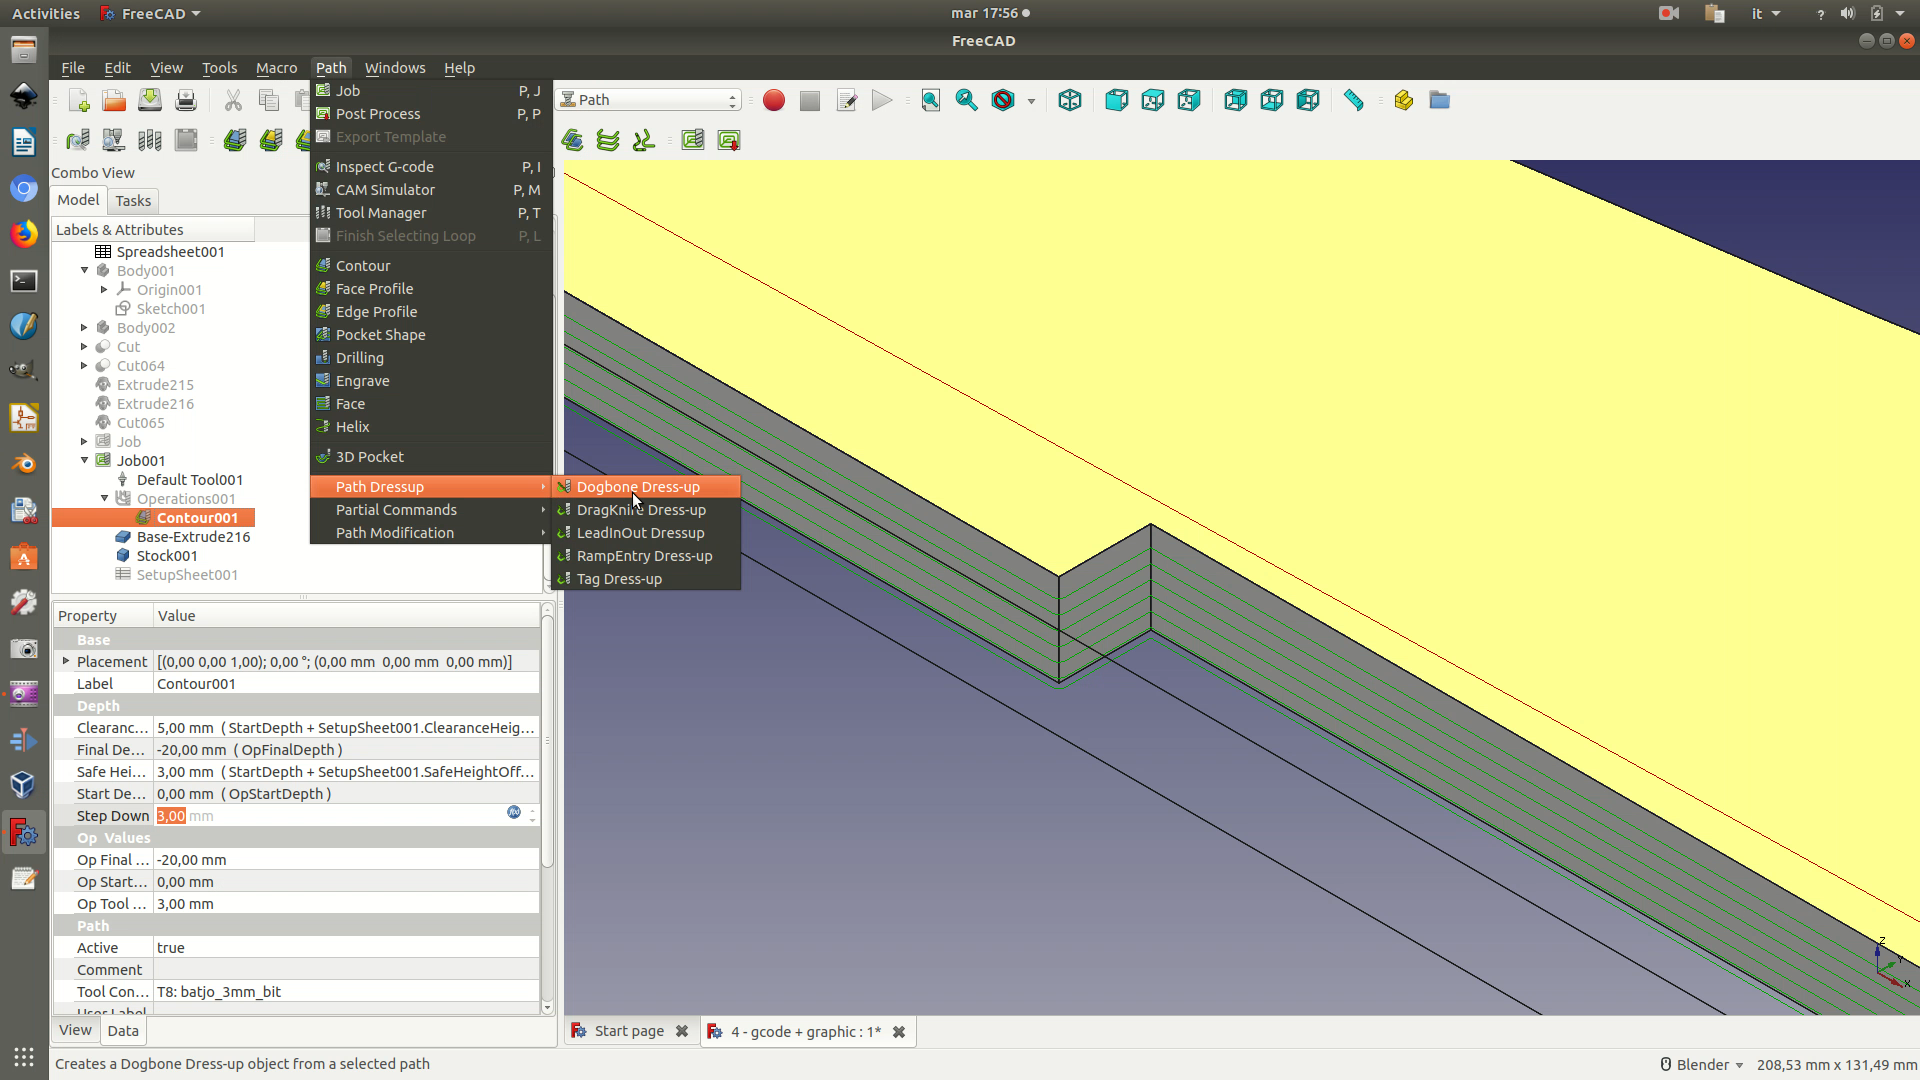 Activities FreeCAD mar 17:56 it ?
FreeCAD
File Edit View Tools Macro Path Windows Help
Path
Job P, J
Post Process P, P
Export Template
Inspect G-code P, I
CAM Simulator P, M
Tool Manager P, T
Finish Selecting Loop P, L
Contour
Face Profile
Edge Profile
Pocket Shape
Drilling
Engrave
Face
Helix
3D Pocket
Path Dressup
Partial Commands
Path Modification
Dogbone Dress-up
DragKnife Dress-up
LeadInOut Dressup
RampEntry Dress-up
Tag Dress-up
Combo View
Model Tasks
Labels & Attributes
Spreadsheet001
Body001
Origin001
Sketch001
Body002
Cut
Cut064
Extrude215
Extrude216
Cut065
Job
Job001
Default Tool001
Operations001
Contour001
Base-Extrude216
Stock001
SetupSheet001
Property Value
Base
Placement [(0,00 0,00 1,00); 0,00 °; (0,00 mm 0,00 mm 0,00 mm)]
Label Contour001
Depth
Clearanc... 5,00 mm ( StartDepth + SetupSheet001.ClearanceHeig...
Final De... -20,00 mm ( OpFinalDepth )
Safe Hei... 3,00 mm ( StartDepth + SetupSheet001.SafeHeightOff...
Start De... 0,00 mm ( OpStartDepth )
Step Down 3,00 mm
Op Values
Op Final ... -20,00 mm
Op Start... 0,00 mm
Op Tool ... 3,00 mm
Path
Active true
Comment
Tool Con... T8: batjo_3mm_bit
User Label
View Data
Z
Y
X
Start page 4 - gcode + graphic : 1*
Creates a Dogbone Dress-up object from a selected path
Blender 208,53 mm x 131,49 mm